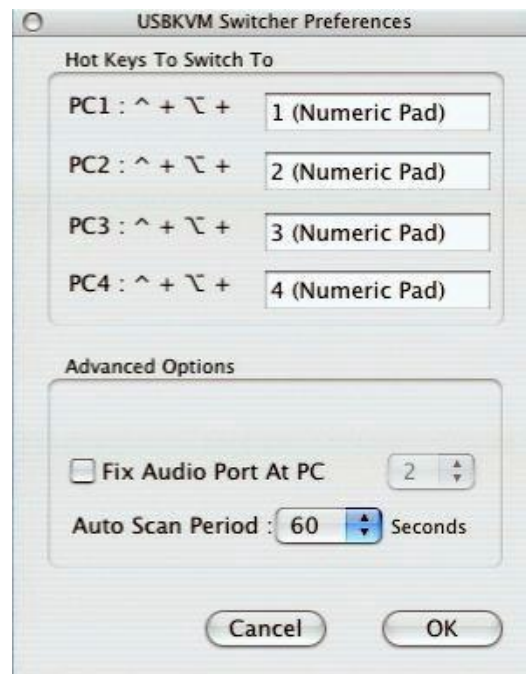 USBKVM Switcher Preferences
Hot Keys To Switch To
PC1 : ^ + ⌥ + 1 (Numeric Pad)
PC2 : ^ + ⌥ + 2 (Numeric Pad)
PC3 : ^ + ⌥ + 3 (Numeric Pad)
PC4 : ^ + ⌥ + 4 (Numeric Pad)
Advanced Options
Fix Audio Port At PC 2
Auto Scan Period : 60 Seconds
Cancel OK